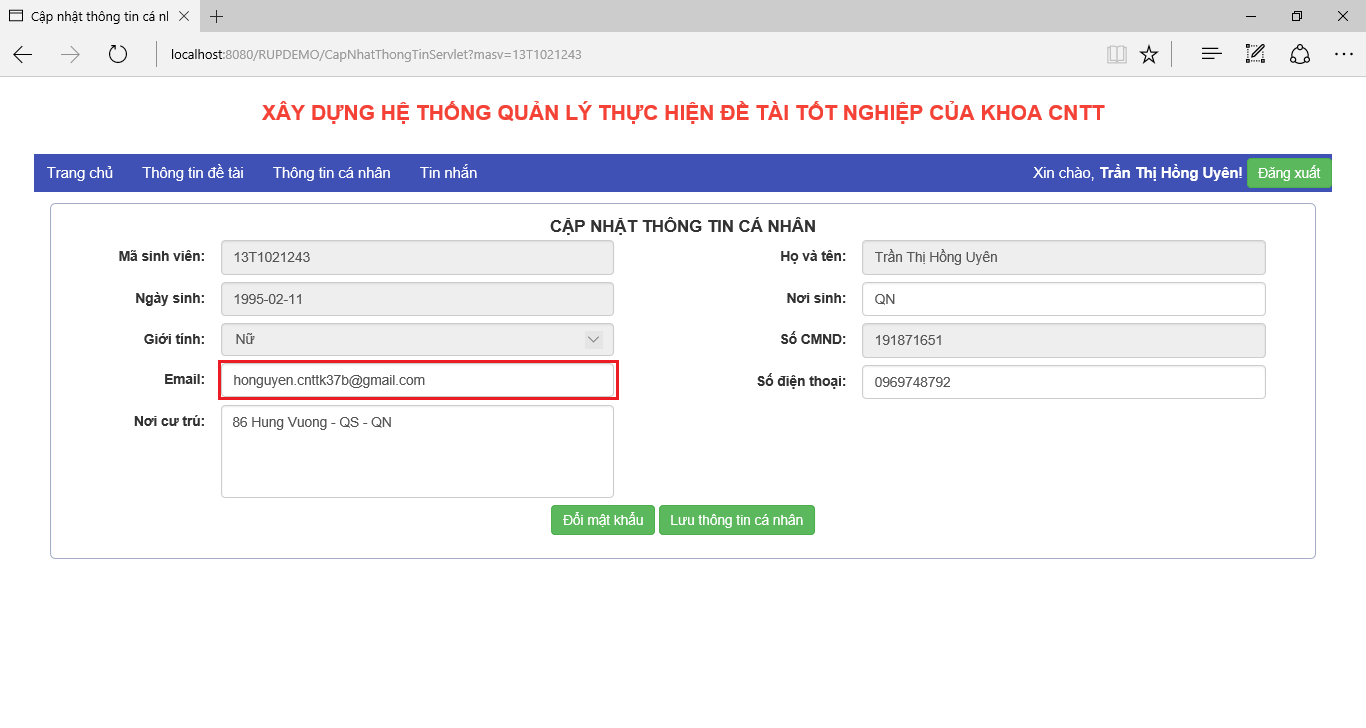 Cập nhật thông tin cá nl
localhost:8080/RUPDEMO/CapNhatThongTinServlet?masv=13T1021243
XÂY DỰNG HỆ THỐNG QUẢN LÝ THỰC HIỆN ĐỀ TÀI TỐT NGHIỆP CỦA KHOA CNTT
Trang chủ Thông tin đề tài Thông tin cá nhân Tin nhắn Xin chào, Trần Thị Hồng Uyên! Đăng xuất
CẬP NHẬT THÔNG TIN CÁ NHÂN
Mã sinh viên: 13T1021243 Họ và tên: Trần Thị Hồng Uyên
Ngày sinh: 1995-02-11 Nơi sinh: QN
Giới tính: Nữ Số CMND: 191871651
Email: honguyen.cnttk37b@gmail.com Số điện thoại: 0969748792
Nơi cư trú: 86 Hung Vuong - QS - QN
Đổi mật khẩu Lưu thông tin cá nhân